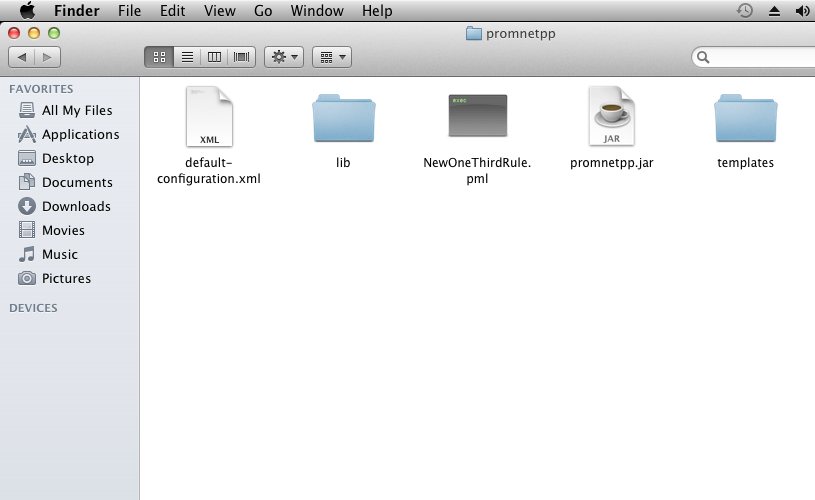 Finder File Edit View Go Window Help
promnetpp
FAVORITES
All My Files
Applications
Desktop
Documents
Downloads
Movies
Music
Pictures
DEVICES
XML
default-
configuration.xml
lib
exec
NewOneThirdRule.
pml
JAR
promnetpp.jar
templates